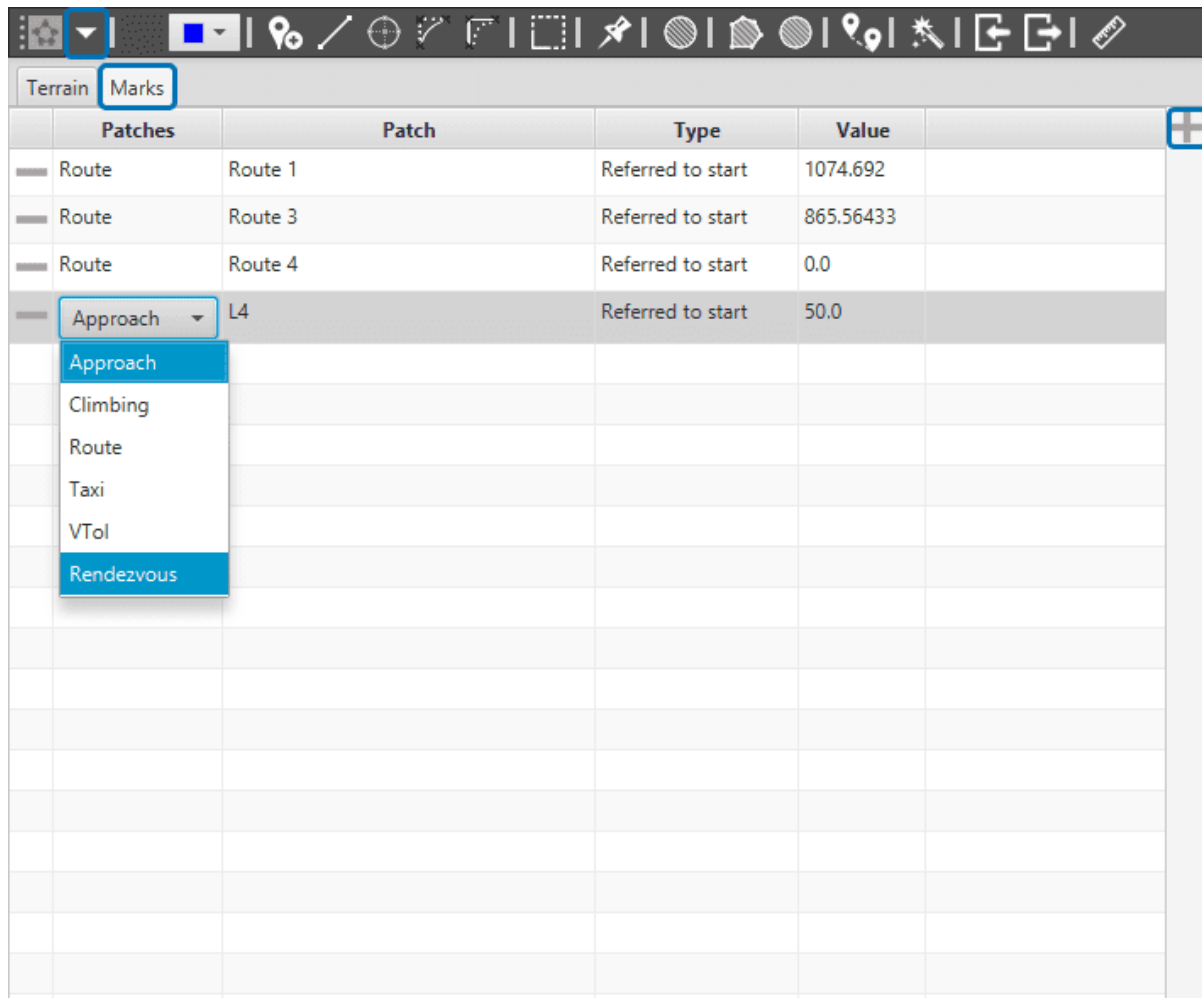 Terrain Marks
Patches Patch Type Value
Route Route 1 Referred to start 1074.692
Route Route 3 Referred to start 865.56433
Route Route 4 Referred to start 0.0
Approach L4 Referred to start 50.0
Approach
Climbing
Route
Taxi
VTol
Rendezvous